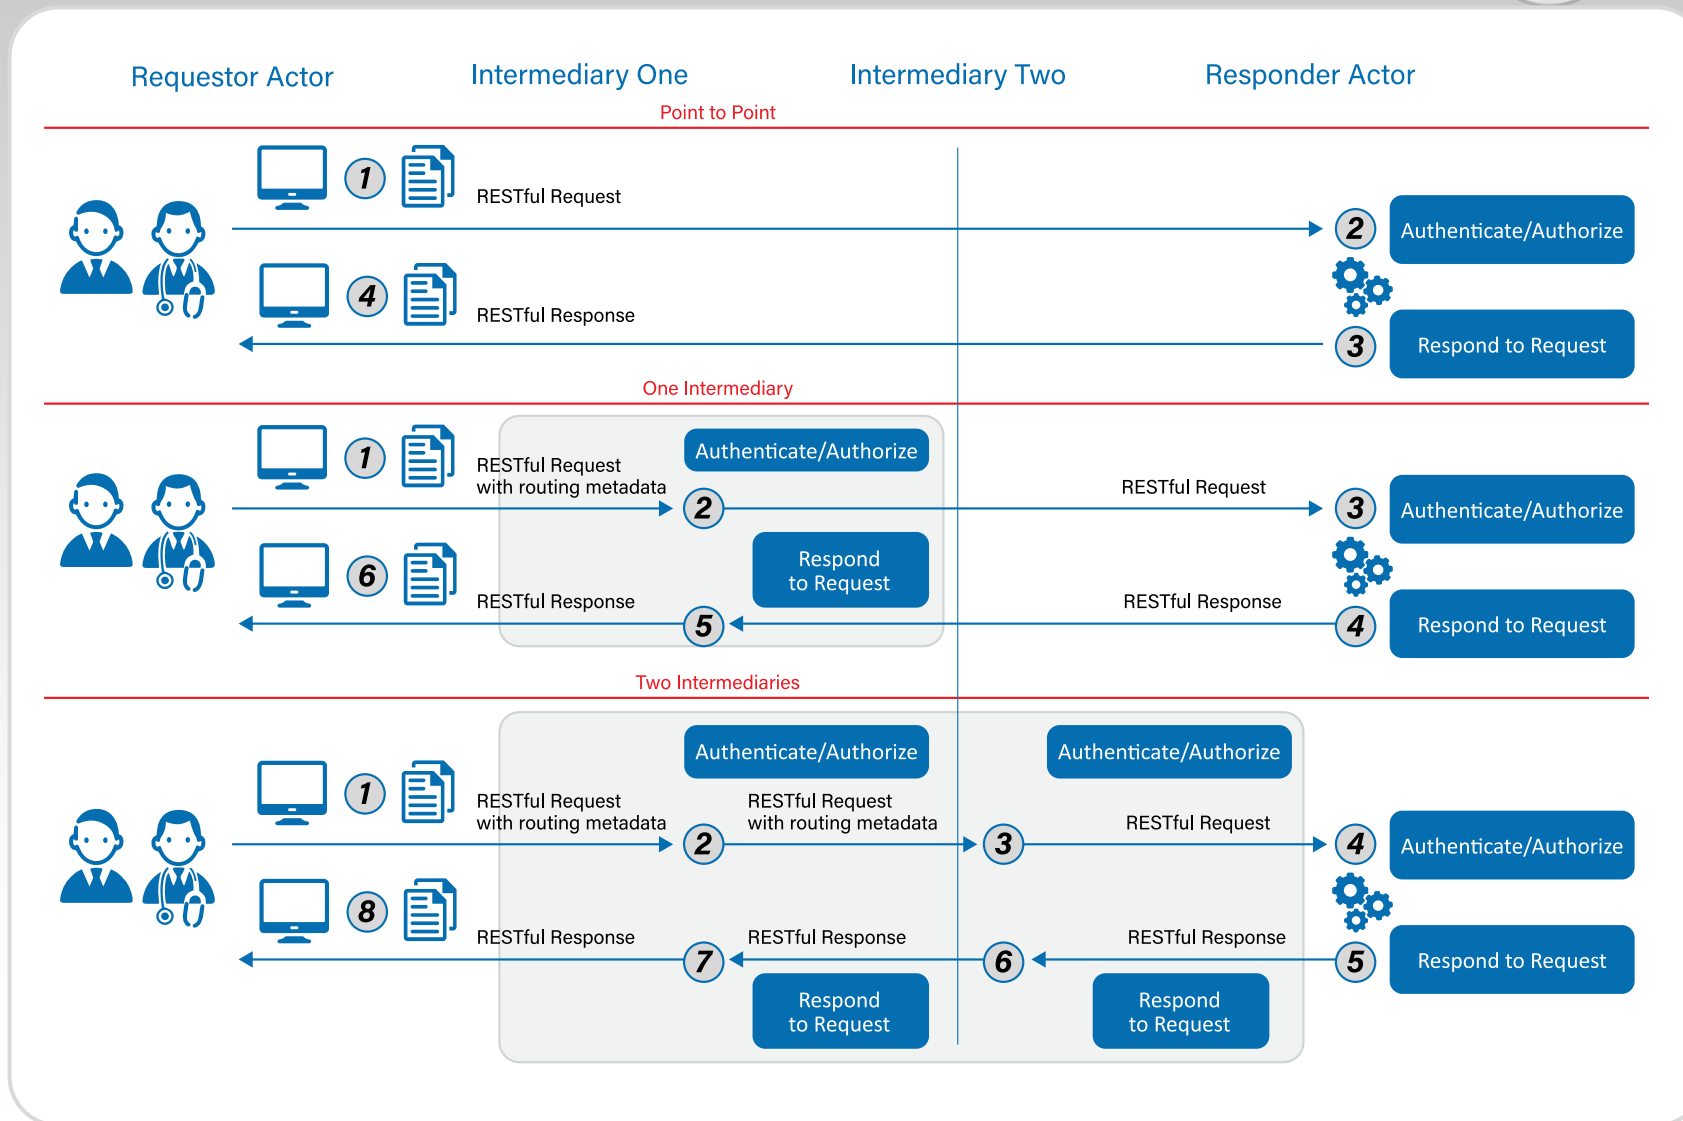 Requestor Actor
Intermediary One
Intermediary Two
Responder Actor
Point to Point
1
RESTful Request
2
Authenticate/Authorize
4
RESTful Response
3
Respond to Request
One Intermediary
1
RESTful Request
with routing metadata
Authenticate/Authorize
2
RESTful Request
3
Authenticate/Authorize
6
RESTful Response
Respond
to Request
5
RESTful Response
4
Respond to Request
Two Intermediaries
Authenticate/Authorize
Authenticate/Authorize
1
RESTful Request
with routing metadata
2
RESTful Request
with routing metadata
3
RESTful Request
4
Authenticate/Authorize
8
RESTful Response
7
RESTful Response
6
RESTful Response
5
Respond to Request
Respond
to Request
Respond
to Request